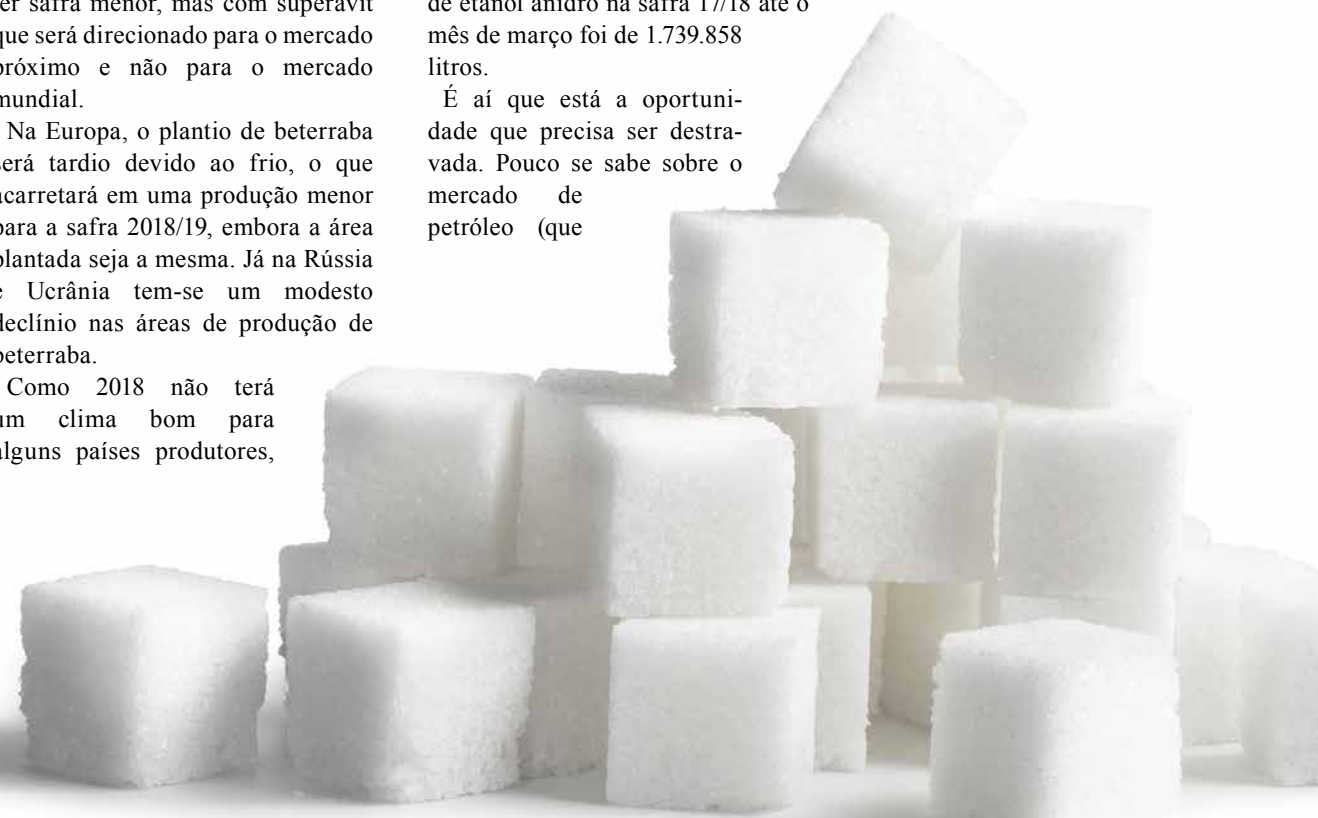 safra menor, mas com superavit
que será direcionado para o mercado
próximo e não para o mercado
mundial.
Na Europa, o plantio de beterraba
será tardio devido ao frio, o que
acarretará em uma produção menor
para a safra 2018/19, embora a área
plantada seja a mesma. Já na Rússia
e Ucrânia tem-se um modesto
declínio nas áreas de produção de
beterraba.
Como 2018 não terá
um clima bom para
alguns países produtores,
de etanol anidro na safra 17/18 até o
mês de março foi de 1.739.858
litros.
É aí que está a oportuni-
dade que precisa ser destra-
vada. Pouco se sabe sobre o
mercado de
petróleo (que